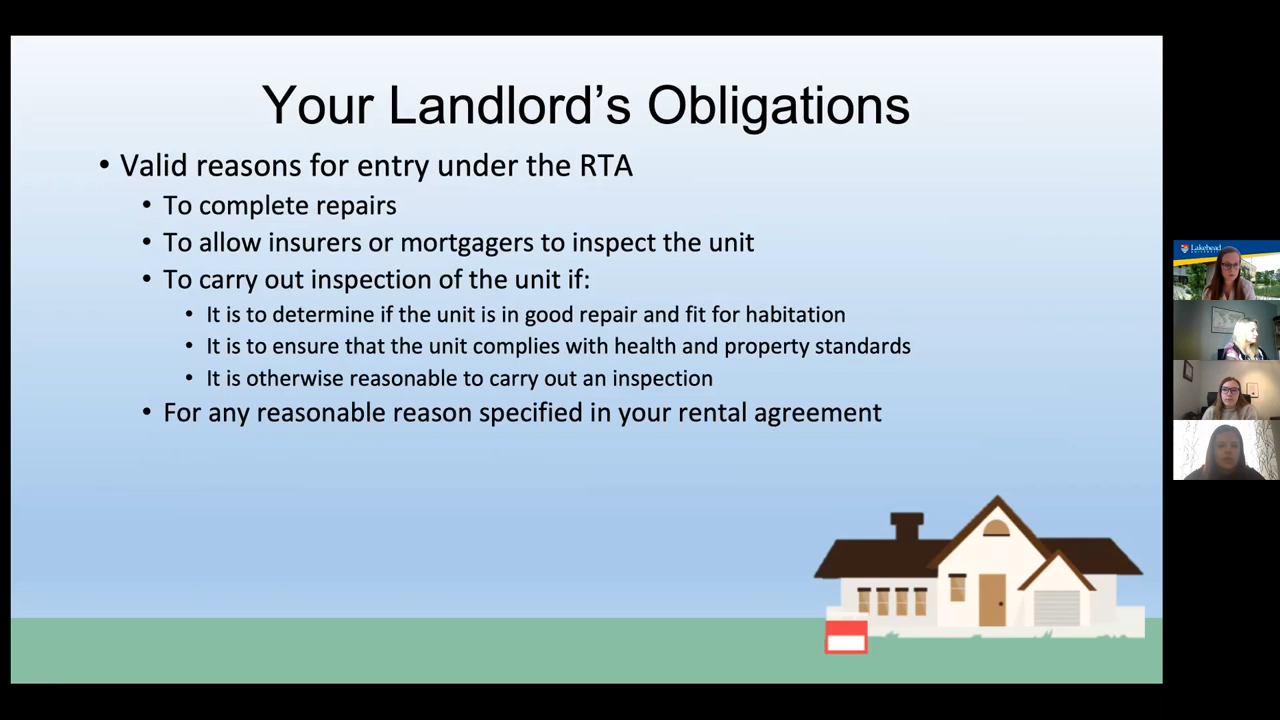 Your Landlord’s Obligations
• Valid reasons for entry under the RTA
• To complete repairs
• To allow insurers or mortgagers to inspect the unit
• To carry out inspection of the unit if:
• It is to determine if the unit is in good repair and fit for habitation
• It is to ensure that the unit complies with health and property standards
• It is otherwise reasonable to carry out an inspection
• For any reasonable reason specified in your rental agreement
Lakehead
UNIVERSITY